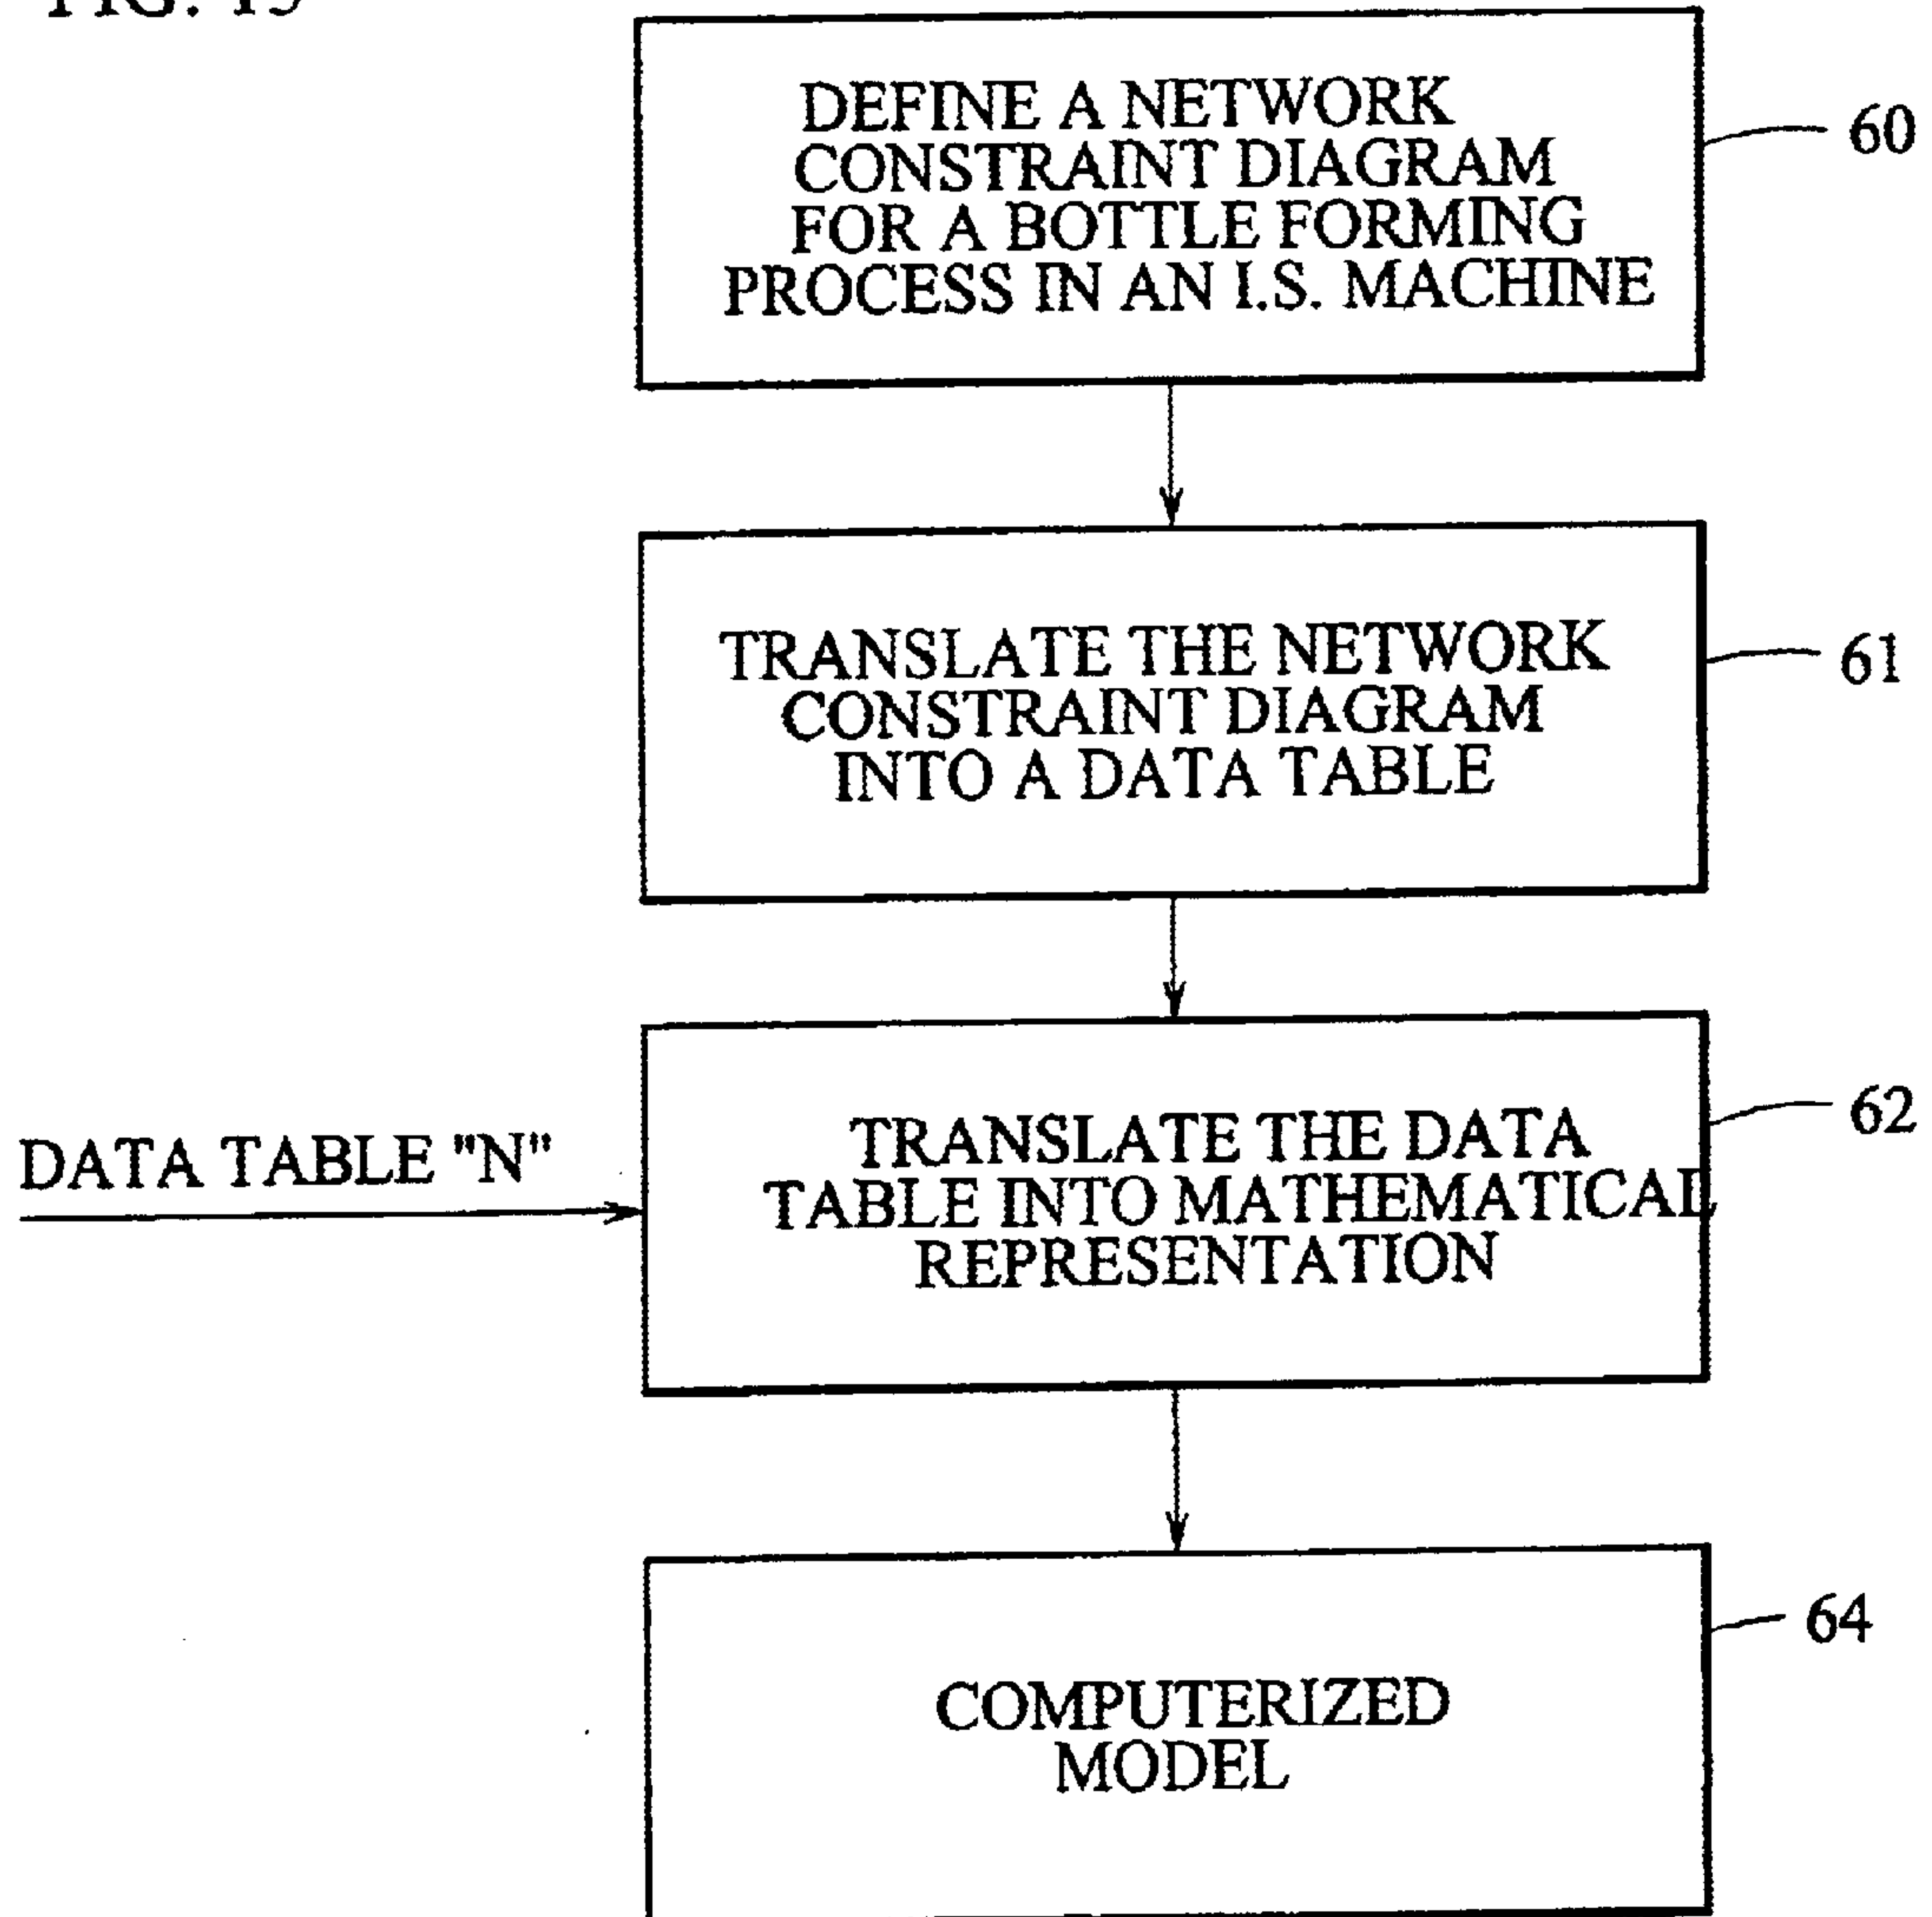 DEFINE A NETWORK
CONSTRAINT DIAGRAM
FOR A BOTTLE FORMING
PROCESS IN AN I.S. MACHINE
60
TRANSLATE THE NETWORK
CONSTRAINT DIAGRAM
INTO A DATA TABLE
61
DATA TABLE "N"
TRANSLATE THE DATA
TABLE INTO MATHEMATICAL
REPRESENTATION
62
COMPUTERIZED
MODEL
64